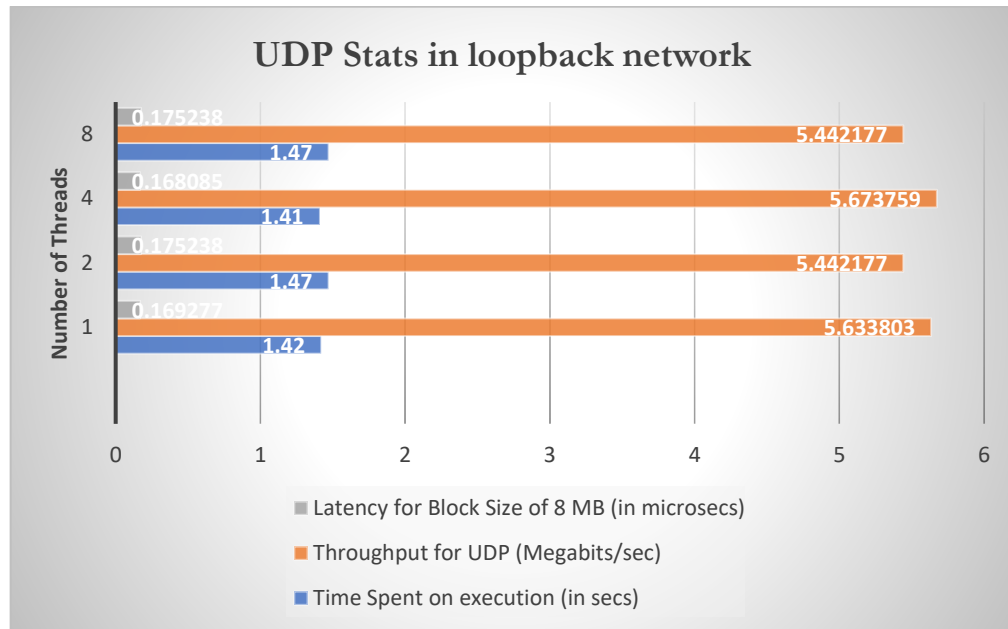 UDP Stats in loopback network
Number of Threads
8
0.175238
5.442177
1.47
4
0.168085
5.673759
1.41
2
0.175238
5.442177
1.47
1
0.169277
5.633803
1.42
0 1 2 3 4 5 6
Latency for Block Size of 8 MB (in microsecs)
Throughput for UDP (Megabits/sec)
Time Spent on execution (in secs)